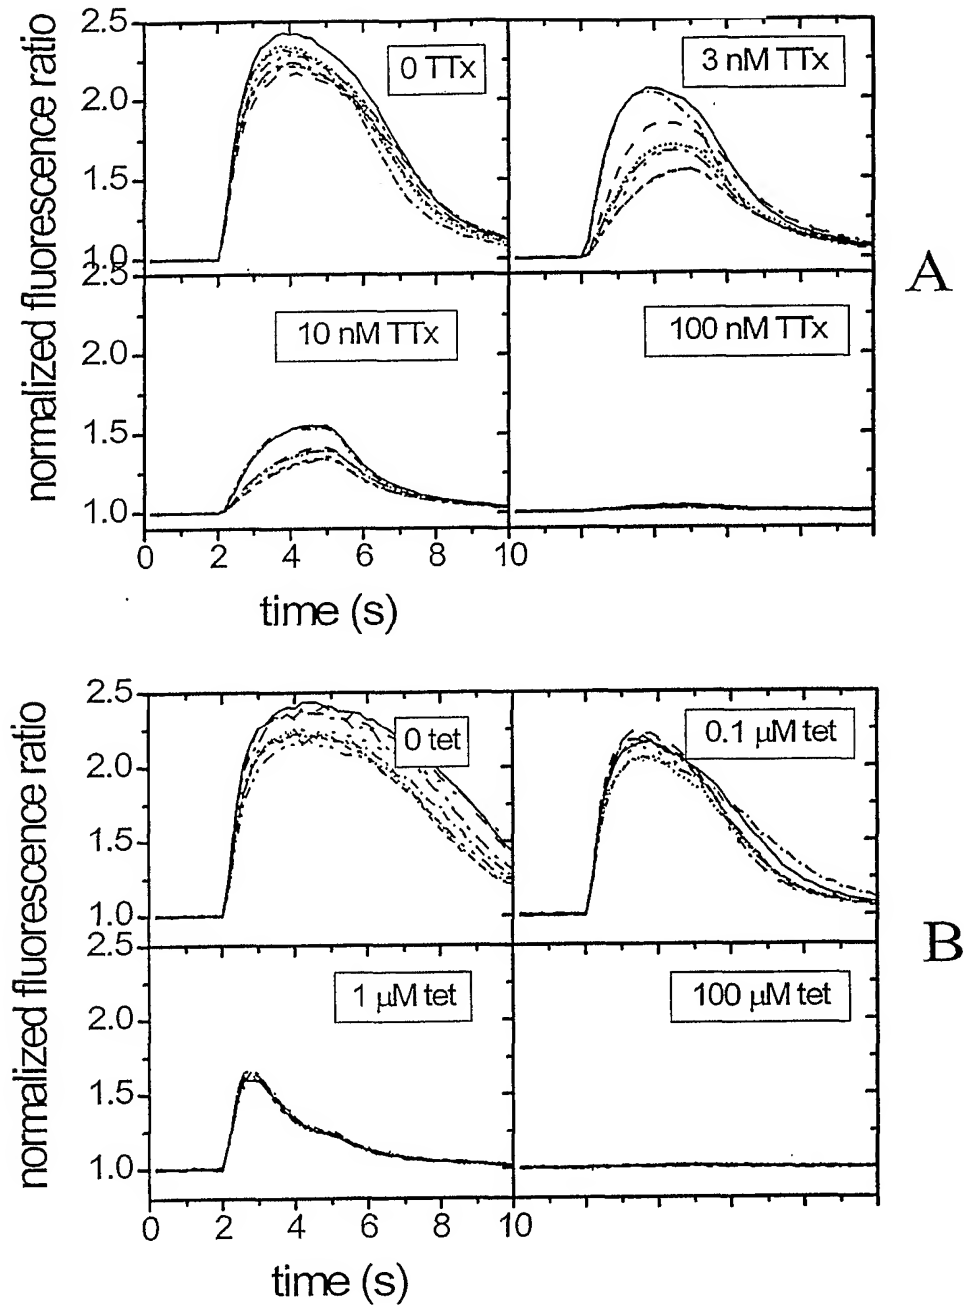 normalized fluorescence ratio
2.5
2.0
1.5
1.0
0 TTx
3 nM TTx
A
2.5
2.0
1.5
1.0
10 nM TTx
100 nM TTx
0 2 4 6 8 10
time (s)
normalized fluorescence ratio
2.5
2.0
1.5
1.0
0 tet
0.1 μM tet
B
2.5
2.0
1.5
1.0
1 μM tet
100 μM tet
0 2 4 6 8 10
time (s)